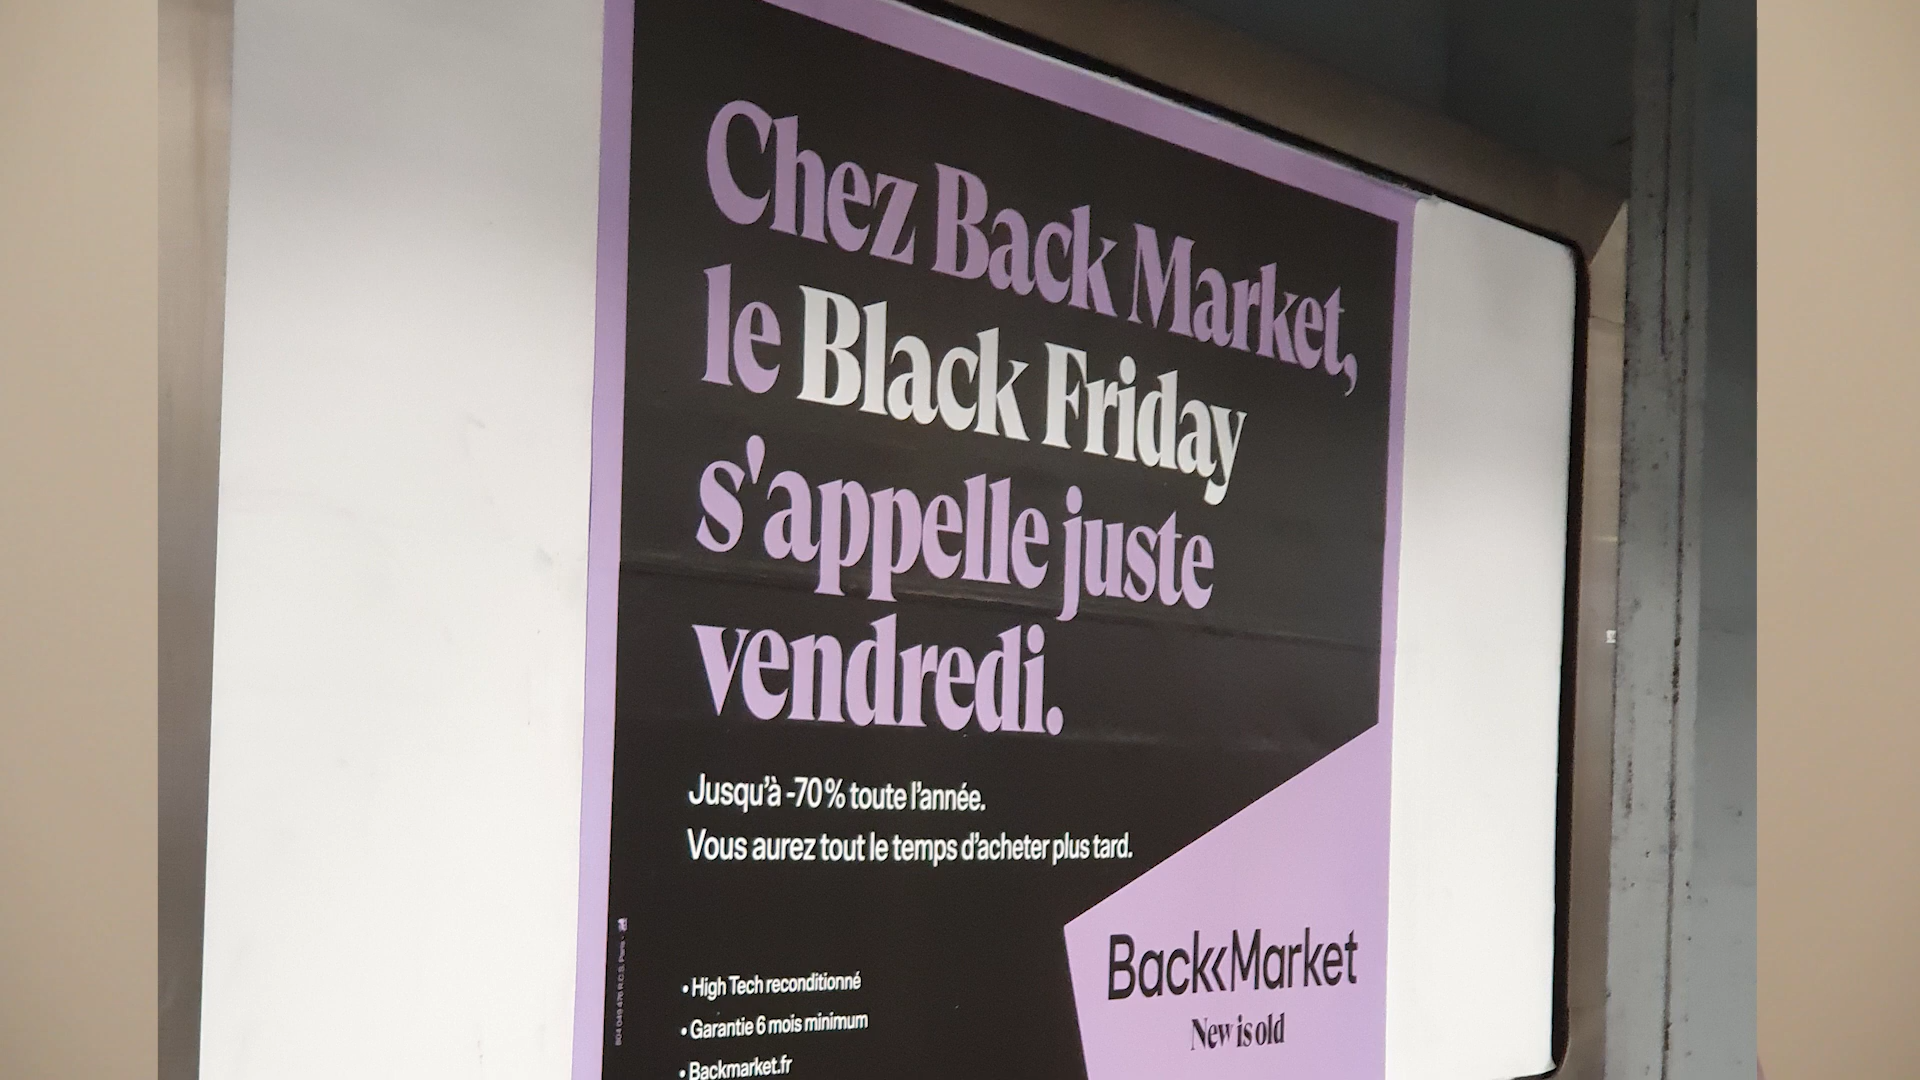 Chez Back Market,
le Black Friday
s'appelle juste
vendredi.
Jusqu'à -70% toute l'année.
Vous aurez tout le temps d'acheter plus tard.
• High Tech reconditionné
• Garantie 6 mois minimum
• Backmarket.fr
Back Market
New is old